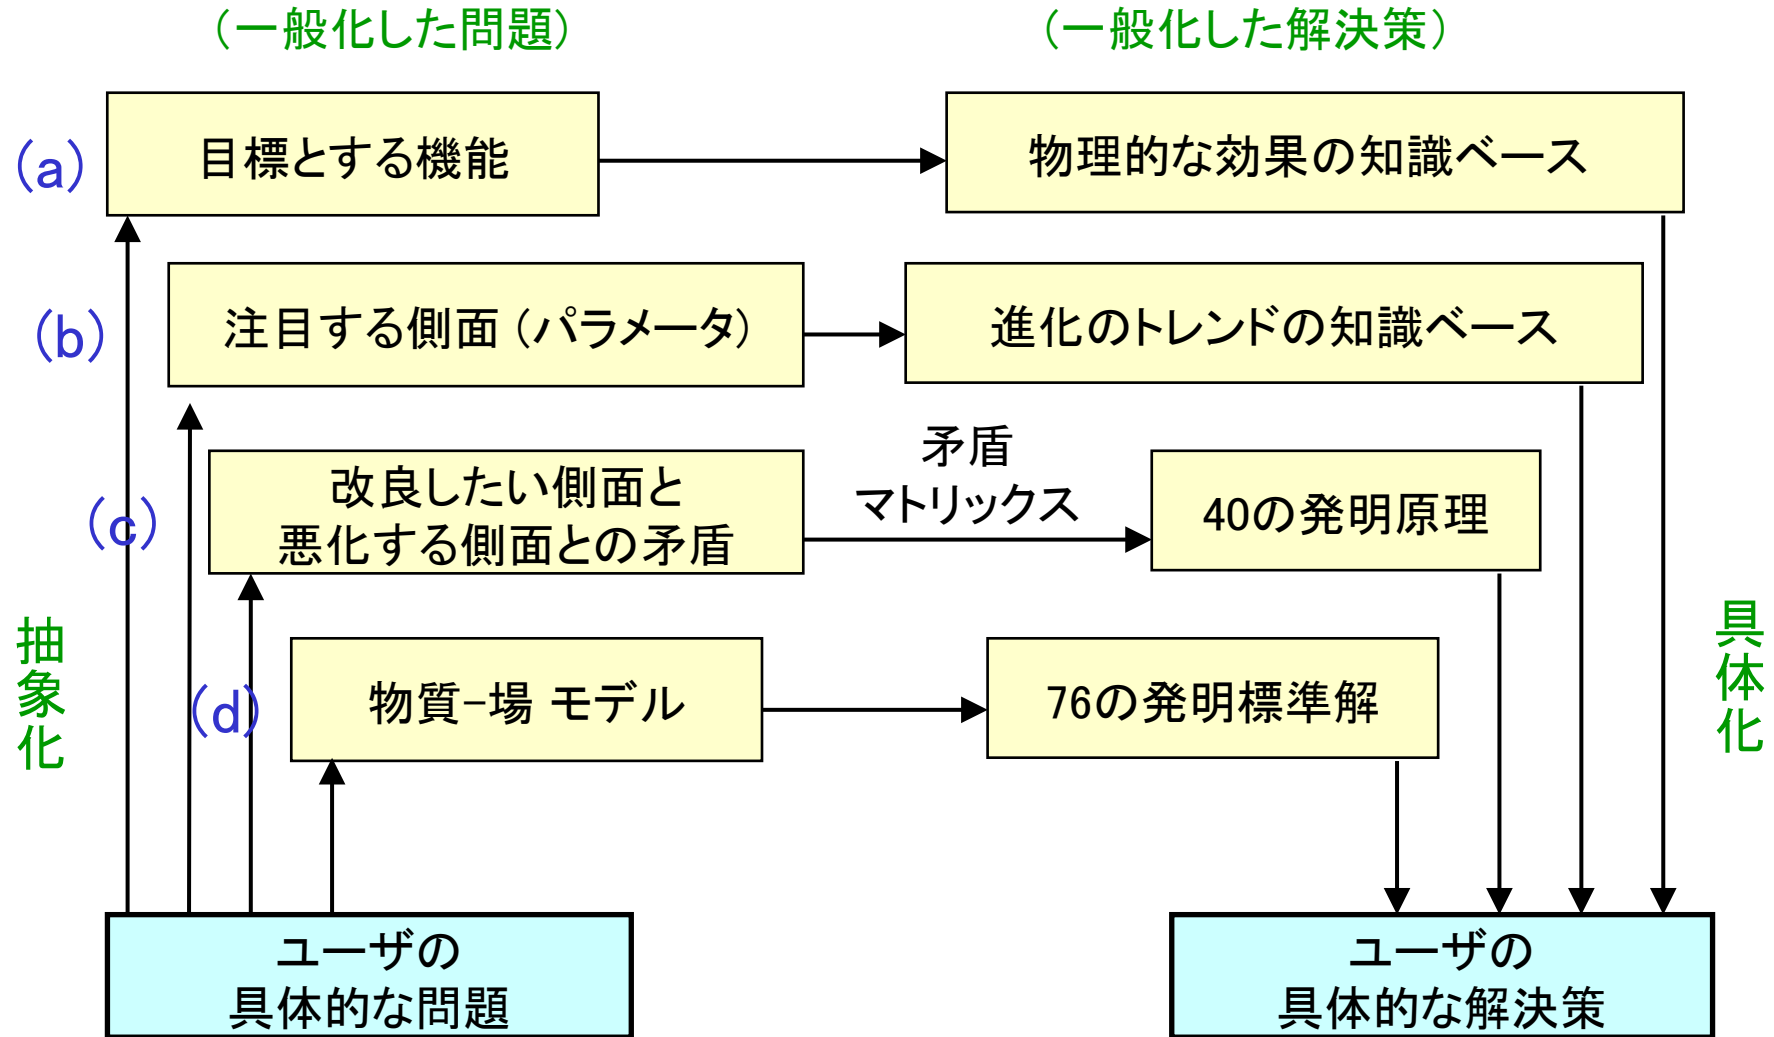 （一般化した問題）
（一般化した解決策）
(a)
目標とする機能
物理的な効果の知識ベース
(b)
注目する側面（パラメータ）
進化のトレンドの知識ベース
(c)
改良したい側面と
悪化する側面との矛盾
矛盾
マトリックス
40の発明原理
抽象化
具体化
(d)
物質-場 モデル
76の発明標準解
ユーザの
具体的な問題
ユーザの
具体的な解決策